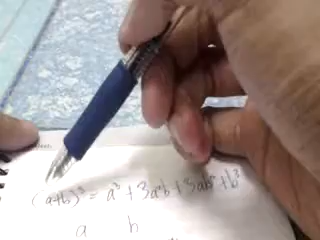 (a+b)³ = a³ + 3a²b + 3ab² + b³
a b